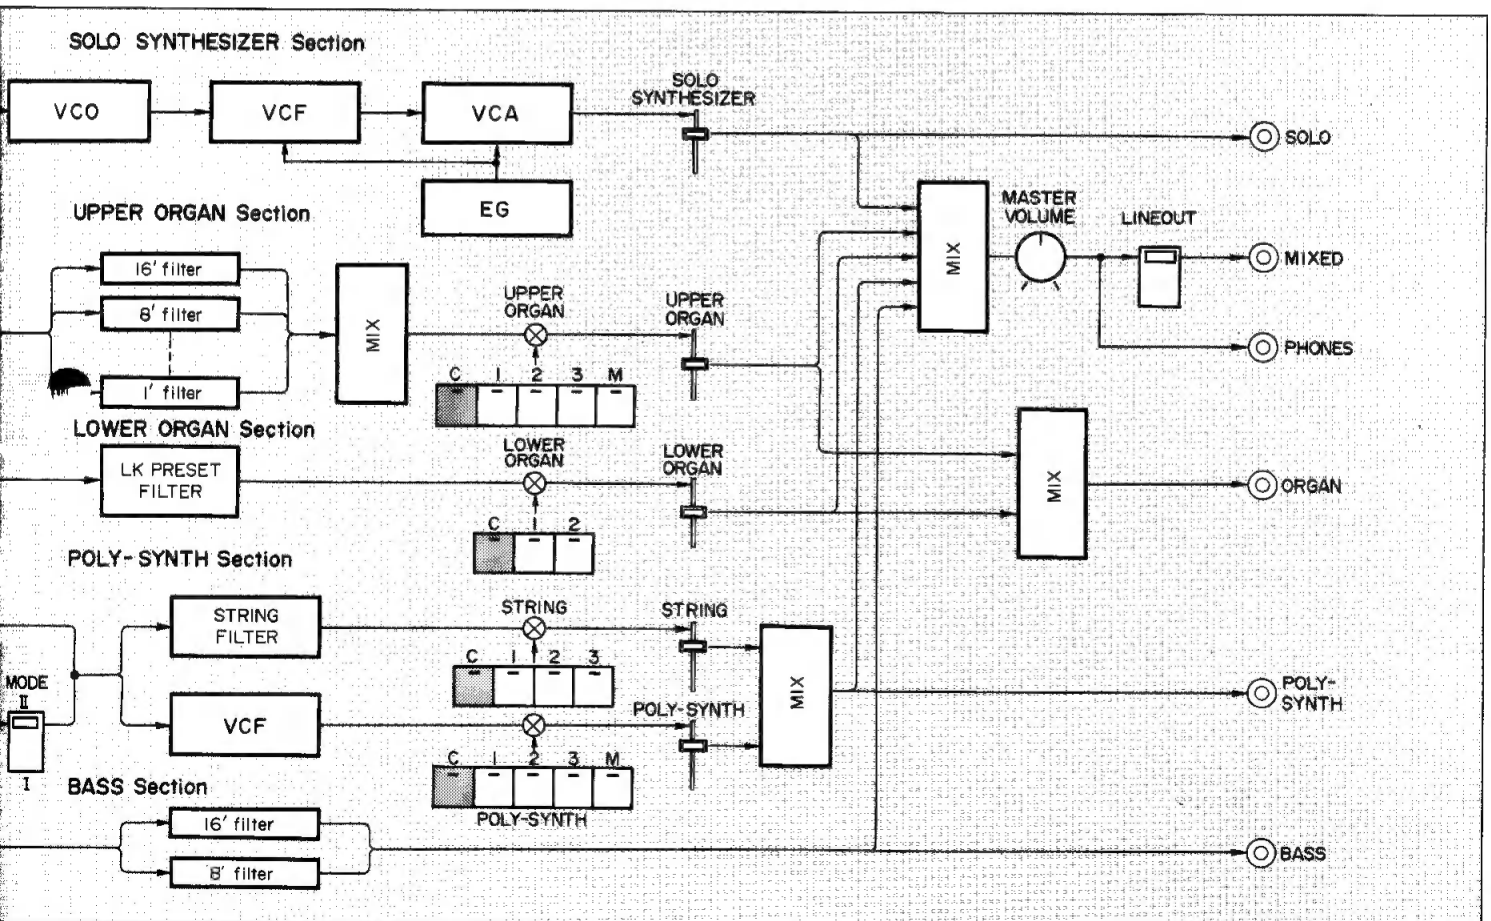 SOLO SYNTHESIZER Section
VCO
VCF
VCA
EG
SOLO
SYNTHESIZER
SOLO
UPPER ORGAN Section
16' filter
8' filter
1' filter
MIX
UPPER
ORGAN
C 1 2 3 M
UPPER
ORGAN
MIX
MASTER
VOLUME
LINEOUT
MIXED
PHONES
LOWER ORGAN Section
LK PRESET
FILTER
LOWER
ORGAN
C 1 2
LOWER
ORGAN
MIX
ORGAN
POLY-SYNTH Section
STRING
FILTER
STRING
C 1 2 3
STRING
MODE
II
I
VCF
POLY-SYNTH
C 1 2 3 M
POLY-SYNTH
MIX
POLY-
SYNTH
BASS Section
16' filter
8' filter
BASS